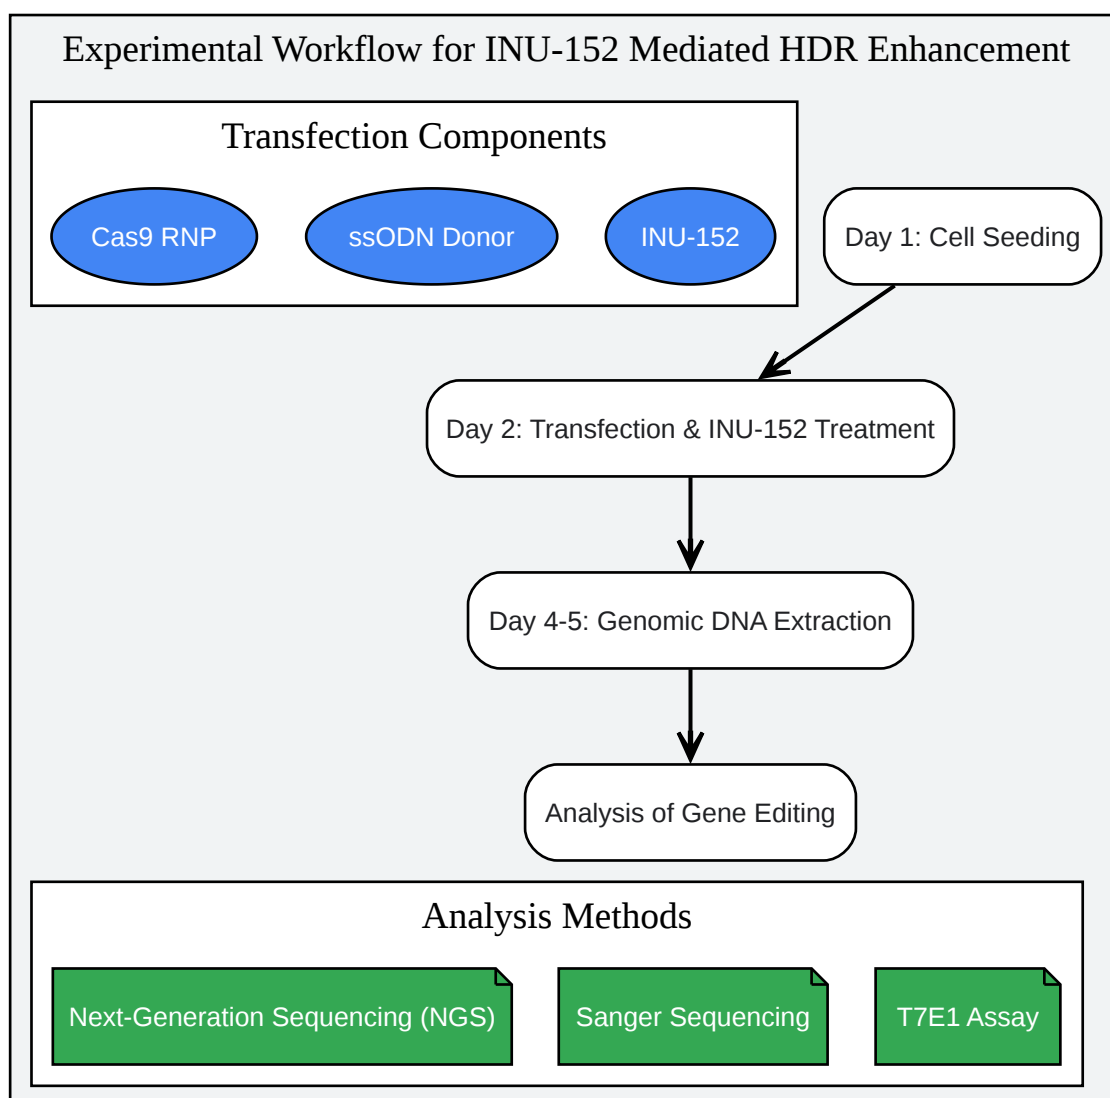 Experimental Workflow for INU-152 Mediated HDR Enhancement
Transfection Components
Cas9 RNP
ssODN Donor
INU-152
Day 1: Cell Seeding
Day 2: Transfection & INU-152 Treatment
Day 4-5: Genomic DNA Extraction
Analysis of Gene Editing
Analysis Methods
Next-Generation Sequencing (NGS)
Sanger Sequencing
T7E1 Assay